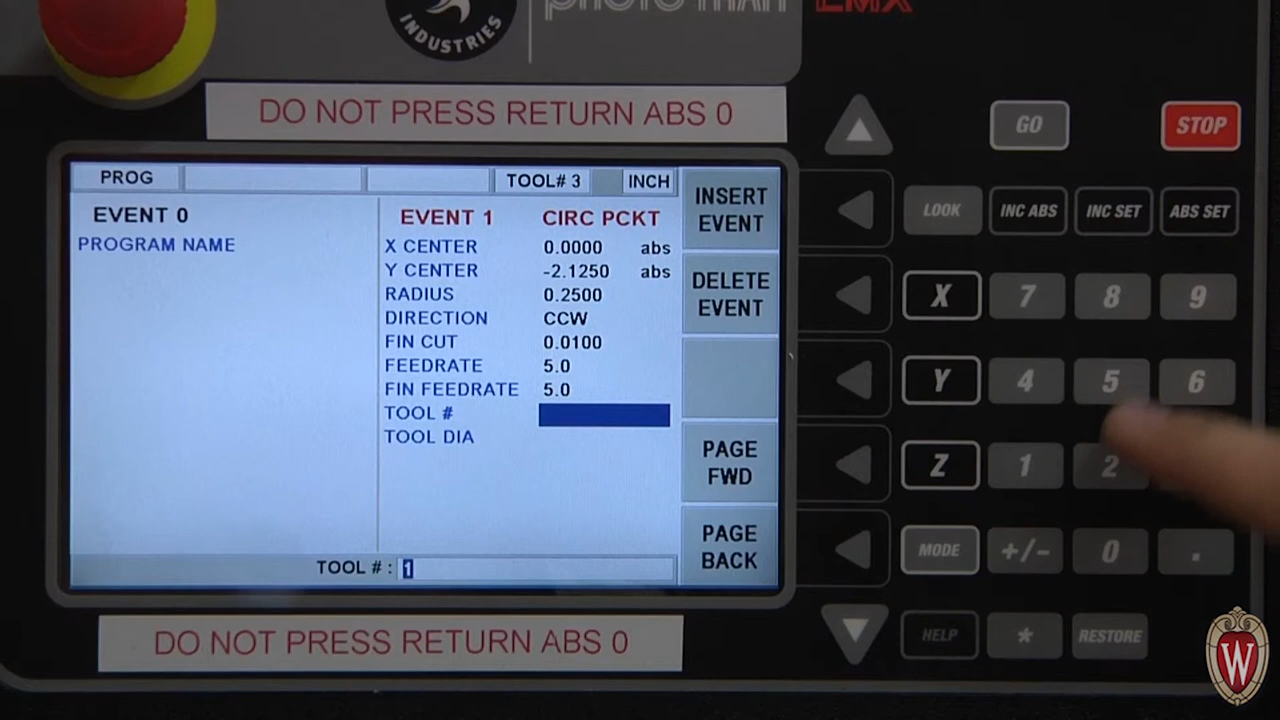 INDUSTRIES
DO NOT PRESS RETURN ABS 0
PROG
TOOL# 3
INCH
EVENT 0
PROGRAM NAME
EVENT 1 CIRC PCKT
X CENTER 0.0000 abs
Y CENTER -2.1250 abs
RADIUS 0.2500
DIRECTION CCW
FIN CUT 0.0100
FEEDRATE 5.0
FIN FEEDRATE 5.0
TOOL #
TOOL DIA
TOOL # : 1
INSERT
EVENT
DELETE
EVENT
PAGE
FWD
PAGE
BACK
GO STOP
LOOK INC ABS INC SET ABS SET
X 7 8 9
Y 4 5 6
Z 1 2
MODE +/- 0 .
HELP * RESTORE
DO NOT PRESS RETURN ABS 0
W